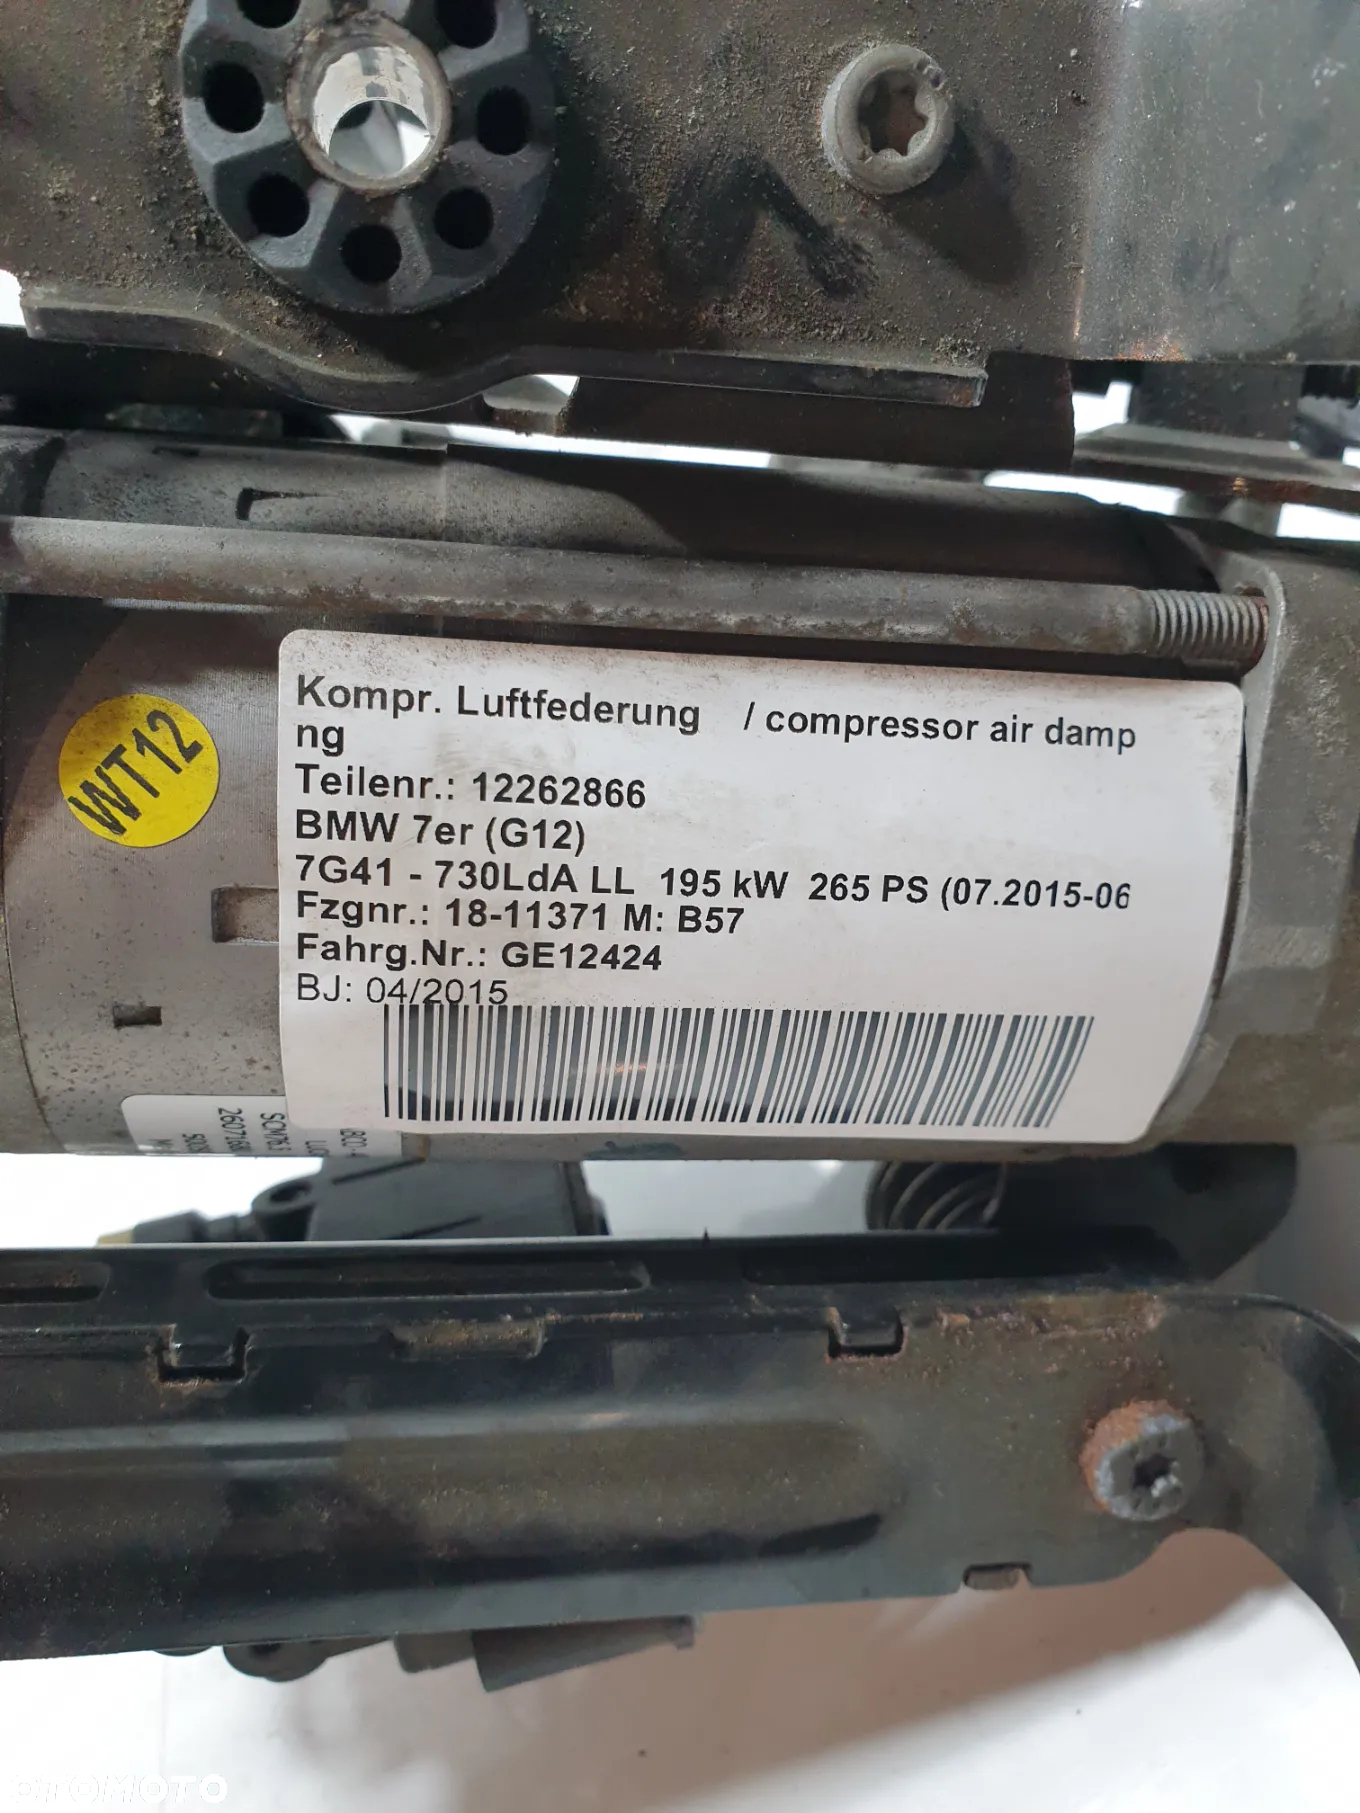 Kompr. Luftfederung / compressor air damp
ng
Teilenr.: 12262866
BMW 7er (G12)
7G41 - 730LdA LL 195 kW 265 PS (07.2015-06
Fzgnr.: 18-11371 M: B57
Fahrg.Nr.: GE12424
BJ: 04/2015
WT12
OTOMOTO